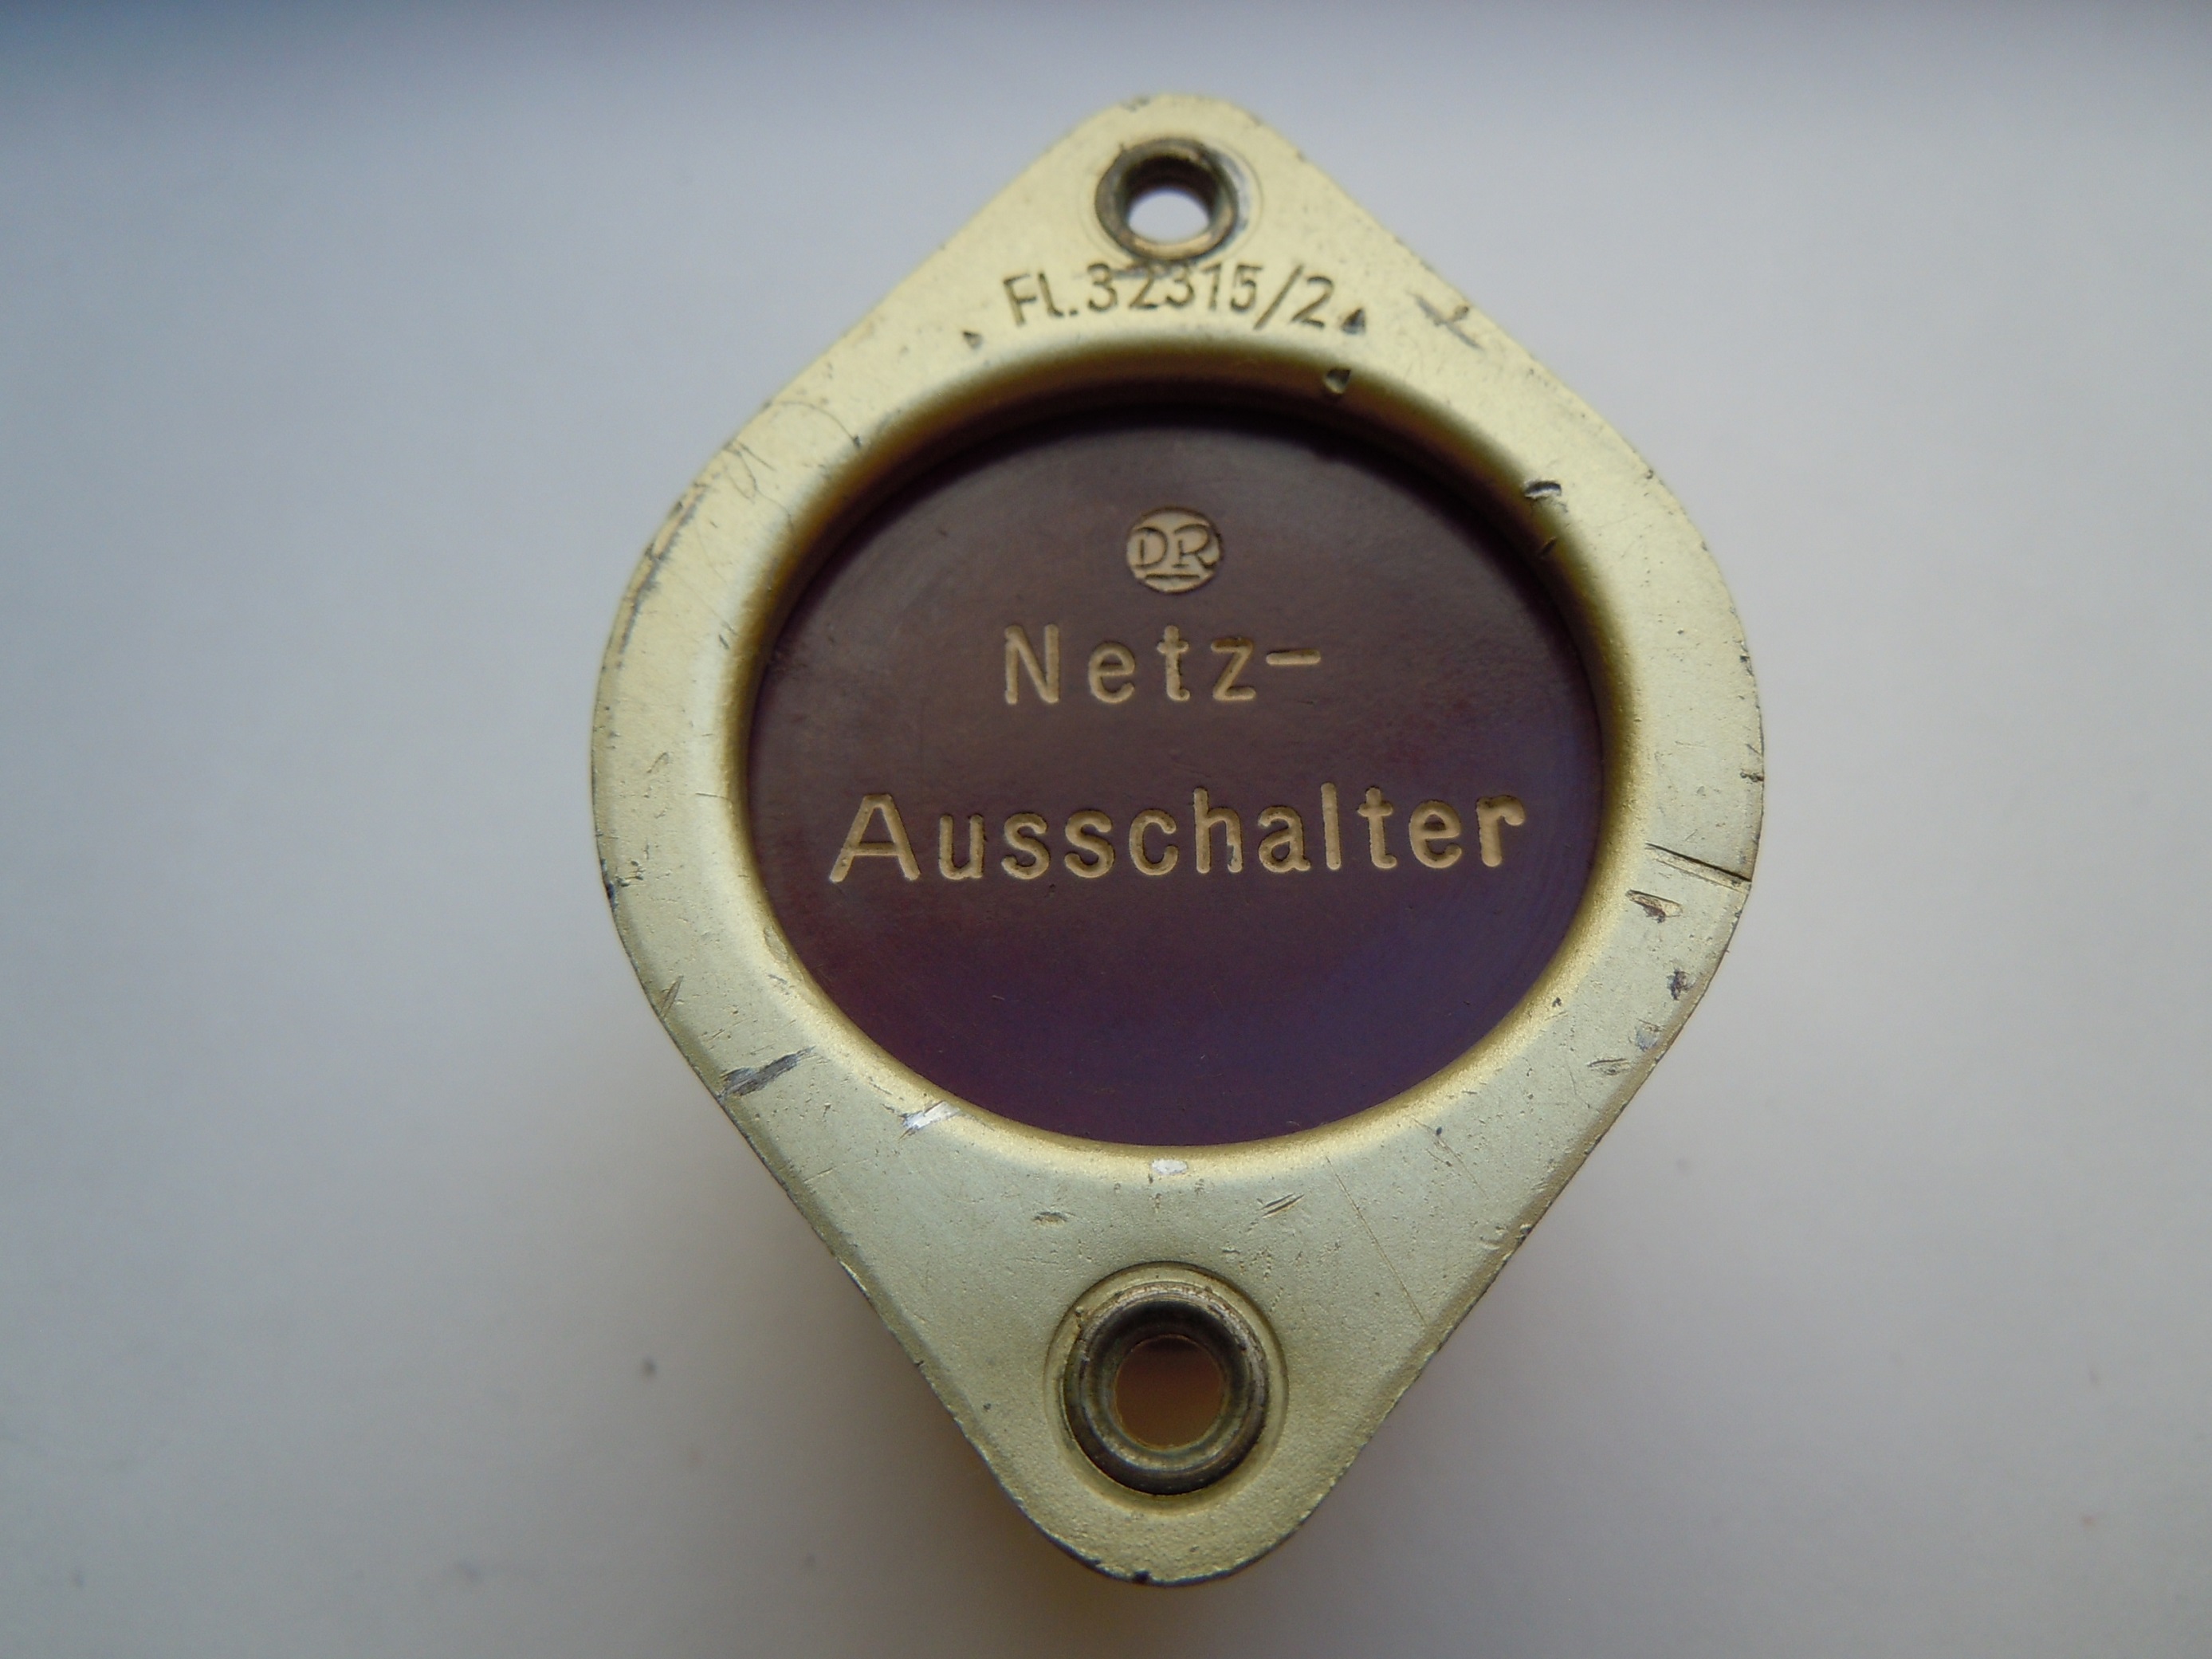 Fl.32315/2
DR
Netz-
Ausschalter